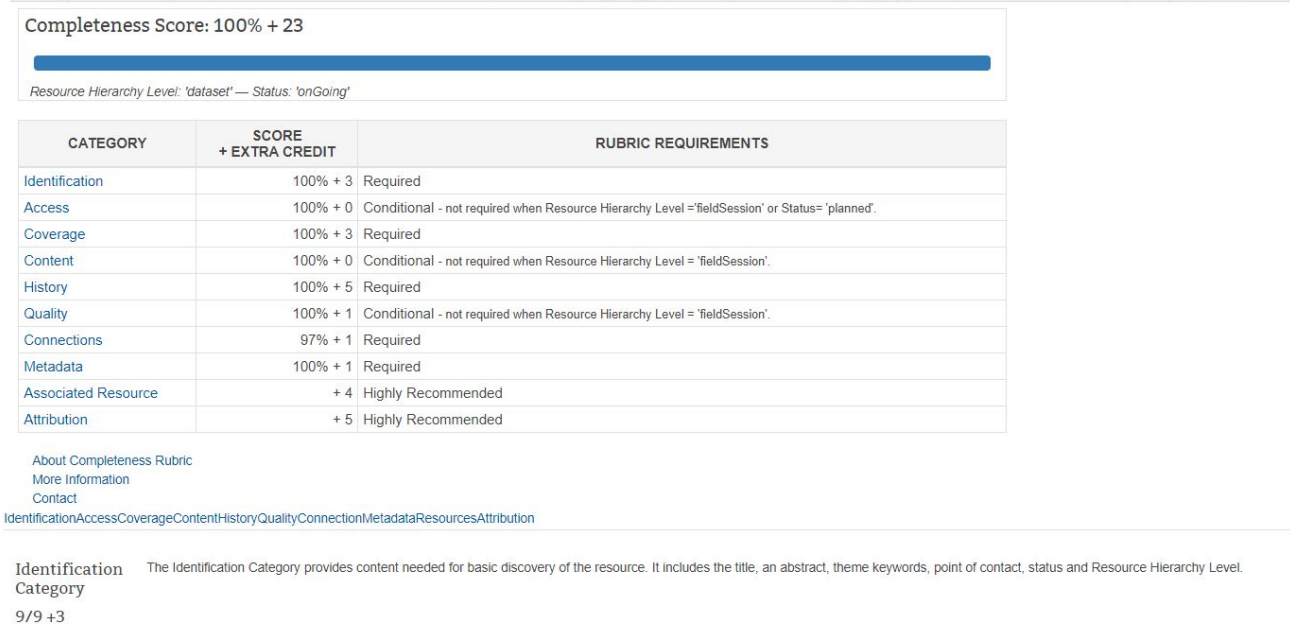 Completeness Score: 100% + 23
Resource Hierarchy Level: 'dataset' — Status: 'onGoing'
CATEGORY SCORE + EXTRA CREDIT RUBRIC REQUIREMENTS
Identification 100% + 3 Required
Access 100% + 0 Conditional - not required when Resource Hierarchy Level ='fieldSession' or Status= 'planned'.
Coverage 100% + 3 Required
Content 100% + 0 Conditional - not required when Resource Hierarchy Level = 'fieldSession'.
History 100% + 5 Required
Quality 100% + 1 Conditional - not required when Resource Hierarchy Level = 'fieldSession'.
Connections 97% + 1 Required
Metadata 100% + 1 Required
Associated Resource + 4 Highly Recommended
Attribution + 5 Highly Recommended
About Completeness Rubric
More Information
Contact
IdentificationAccessCoverageContentHistoryQualityConnectionMetadataResourcesAttribution
Identification The Identification Category provides content needed for basic discovery of the resource. It includes the title, an abstract, theme keywords, point of contact, status and Resource Hierarchy Level.
Category
9/9 +3